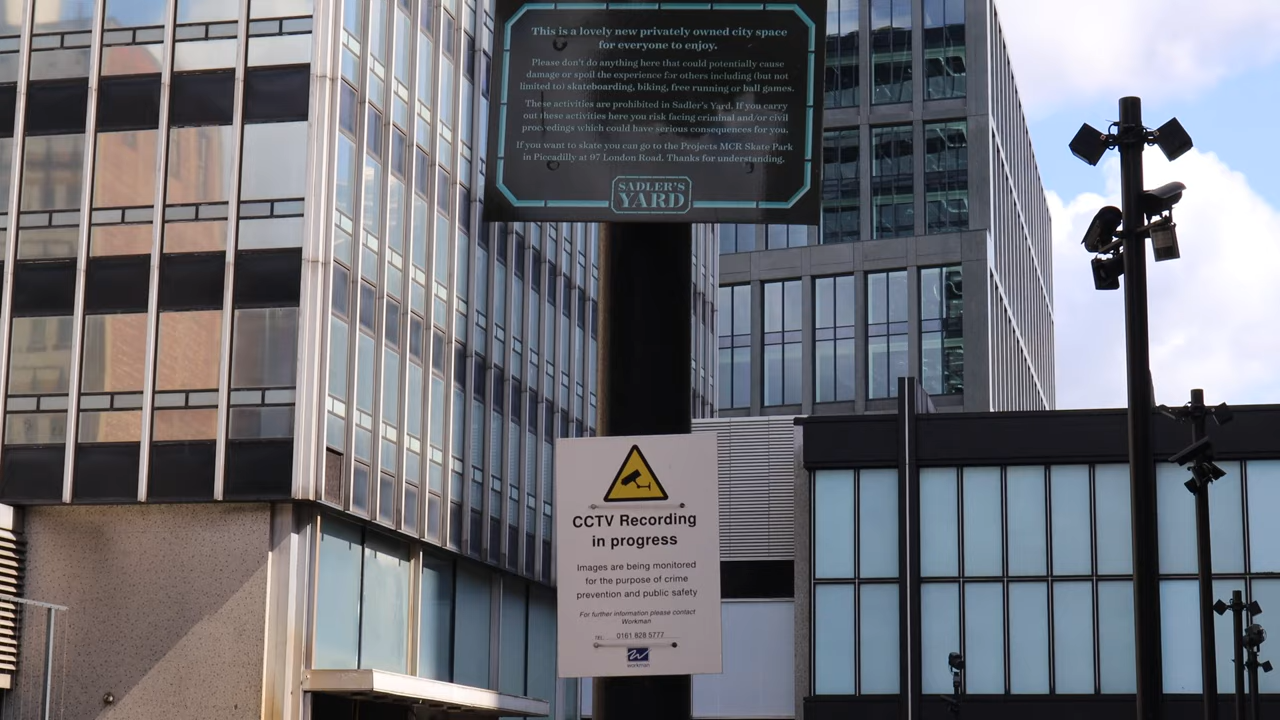 This is a lovely new privately owned city space
for everyone to enjoy.
Please don't do anything here that could potentially cause
damage or spoil the experience for others including (but not
limited to) skateboarding, biking, free running or ball games.
These activities are prohibited in Sadler's Yard. If you carry
out these activities here you risk facing criminal and/or civil
proceedings which could have serious consequences for you.
If you want to skate you can go to the Projects MCR Skate Park
in Piccadilly at 97 London Road. Thanks for understanding.
SADLER'S
YARD
CCTV Recording
in progress
Images are being monitored
for the purpose of crime
prevention and public safety
For further information please contact
Workman
TEL: 0161 828 5777
workman